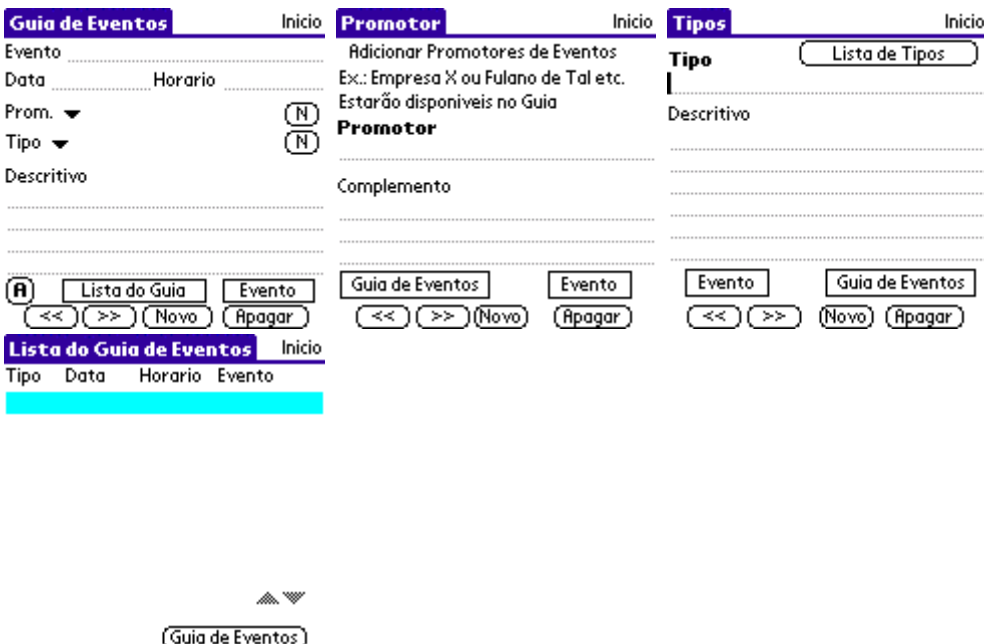 Guia de Eventos Inicio
Evento
Data Horario
Prom. N
Tipo N
Descritivo
A Lista do Guia Evento
<< >> Novo Apagar
Promotor Inicio
Adicionar Promotores de Eventos
Ex.: Empresa X ou Fulano de Tal etc.
Estarão disponiveis no Guia
Promotor
Complemento
Guia de Eventos Evento
<< >> Novo Apagar
Tipos Inicio
Tipo Lista de Tipos
Descritivo
Evento Guia de Eventos
<< >> Novo Apagar
Lista do Guia de Eventos Inicio
Tipo Data Horario Evento
Guia de Eventos